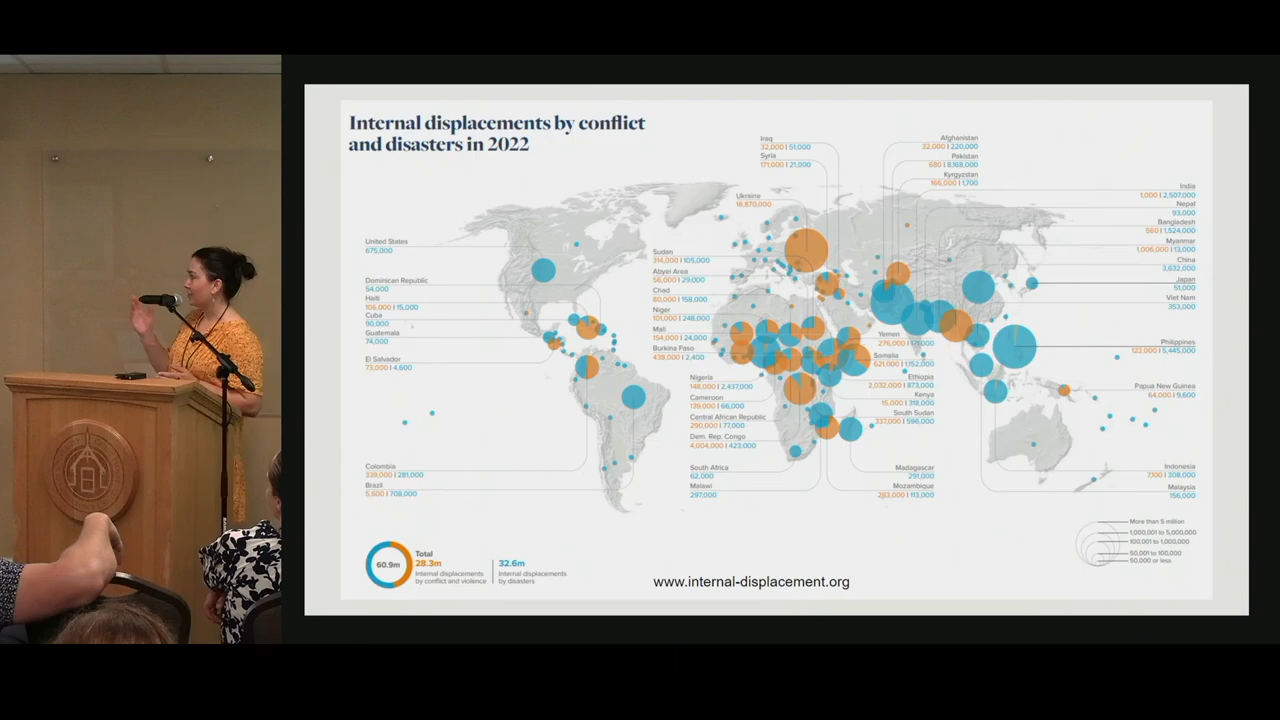 Internal displacements by conflict
and disasters in 2022
Iraq
32,000 | 51,000
Syria
171,000 | 21,000
Ukraine
16,870,000
Afghanistan
32,000 | 220,000
Pakistan
680 | 8,168,000
Kyrgyzstan
166,000 | 1,700
India
1,000 | 2,507,000
Nepal
93,000
Bangladesh
560 | 1,524,000
Myanmar
1,006,000 | 13,000
China
3,632,000
Japan
51,000
Viet Nam
353,000
Philippines
123,000 | 5,445,000
Papua New Guinea
64,000 | 9,600
Indonesia
7,100 | 308,000
Malaysia
156,000
United States
675,000
Dominican Republic
54,000
Haiti
106,000 | 15,000
Cuba
90,000
Guatemala
74,000
El Salvador
73,000 | 4,600
Colombia
339,000 | 281,000
Brazil
5,600 | 708,000
Sudan
314,000 | 105,000
Abyei Area
56,000 | 29,000
Chad
80,000 | 158,000
Niger
101,000 | 248,000
Mali
154,000 | 24,000
Burkina Faso
438,000 | 2,400
Nigeria
148,000 | 2,437,000
Cameroon
139,000 | 66,000
Central African Republic
290,000 | 77,000
Dem. Rep. Congo
4,004,000 | 423,000
South Africa
62,000
Malawi
297,000
Yemen
276,000 | 171,000
Somalia
621,000 | 1,152,000
Ethiopia
2,032,000 | 873,000
Kenya
15,000 | 318,000
South Sudan
337,000 | 596,000
Madagascar
291,000
Mozambique
283,000 | 113,000
More than 5 million
1,000,001 to 5,000,000
100,001 to 1,000,000
50,001 to 100,000
50,000 or less
60.9m
Total
28.3m
Internal displacements
by conflict and violence
32.6m
Internal displacements
by disasters
www.internal-displacement.org